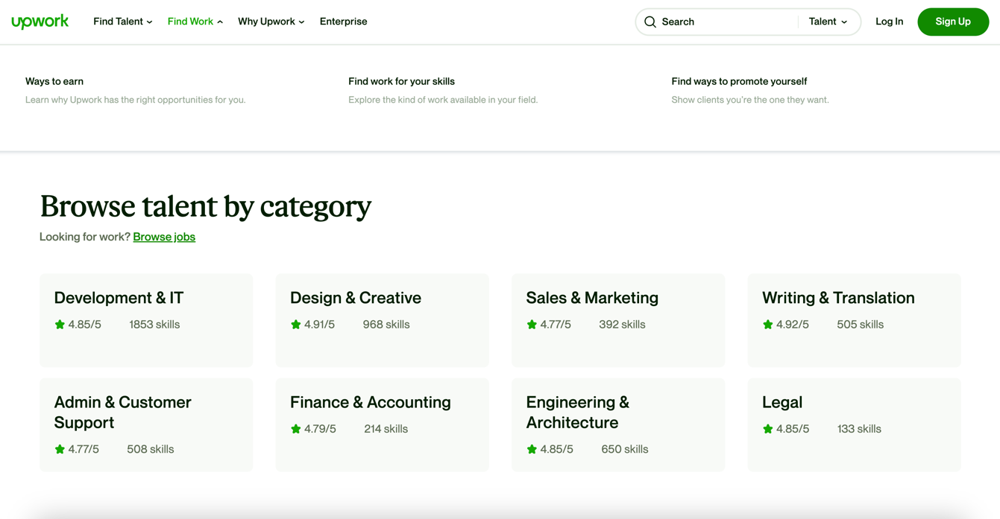 upwork Find Talent Find Work Why Upwork Enterprise Search Talent Log In Sign Up
Ways to earn
Learn why Upwork has the right opportunities for you.
Find work for your skills
Explore the kind of work available in your field.
Find ways to promote yourself
Show clients you're the one they want.
Browse talent by category
Looking for work? Browse jobs
Development & IT
4.85/5 1853 skills
Design & Creative
4.91/5 968 skills
Sales & Marketing
4.77/5 392 skills
Writing & Translation
4.92/5 505 skills
Admin & Customer
Support
4.77/5 508 skills
Finance & Accounting
4.79/5 214 skills
Engineering &
Architecture
4.85/5 650 skills
Legal
4.85/5 133 skills